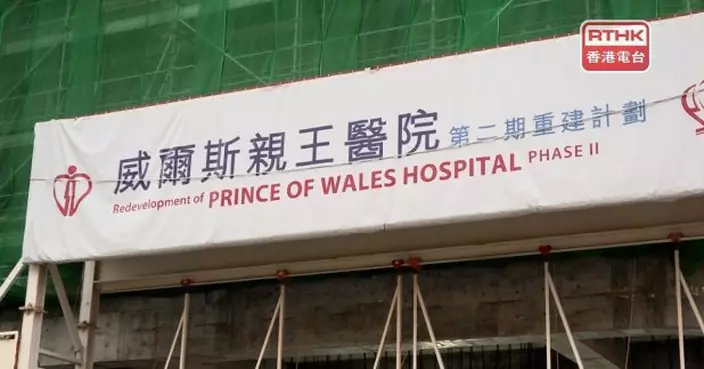 RTHK
香港電台
威爾斯親王醫院 第二期重建計劃
Redevelopment of PRINCE OF WALES HOSPITAL PHASE II